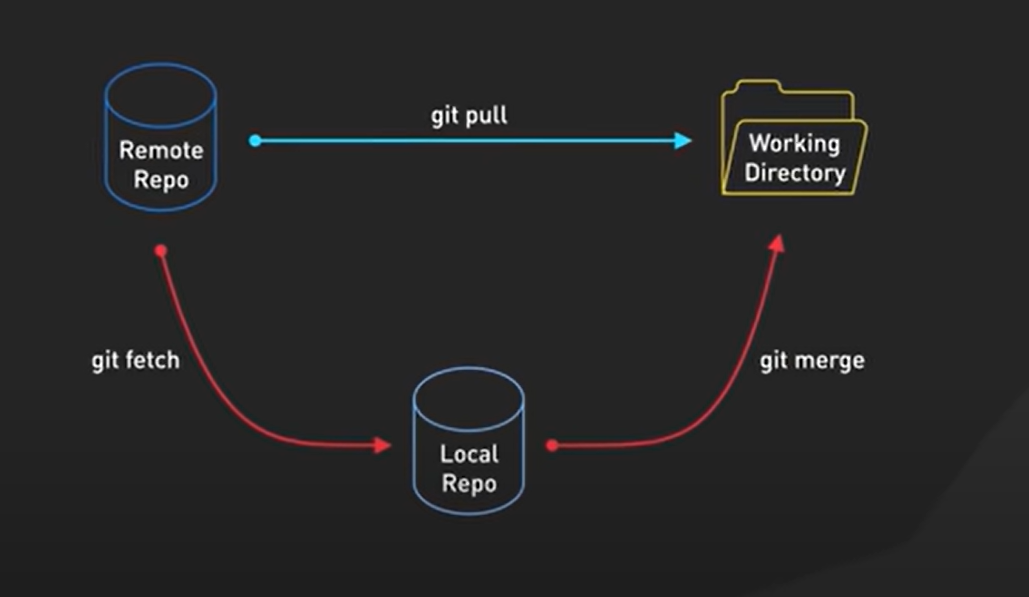 git pull
Remote
Repo
Working
Directory
git fetch
git merge
Local
Repo